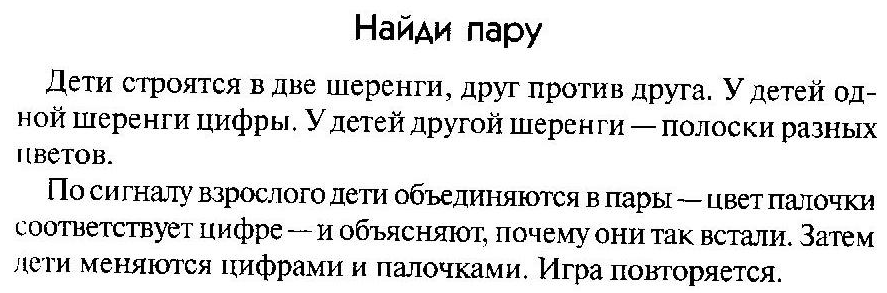 Найди пару
Дети строятся в две шеренги, друг против друга. У детей од-
ной шеренги цифры. У детей другой шеренги — полоски разных
цветов.
По сигналу взрослого дети объединяются в пары — цвет палочки
соответствует цифре — и объясняют, почему они так встали. Затем
дети меняются цифрами и палочками. Игра повторяется.